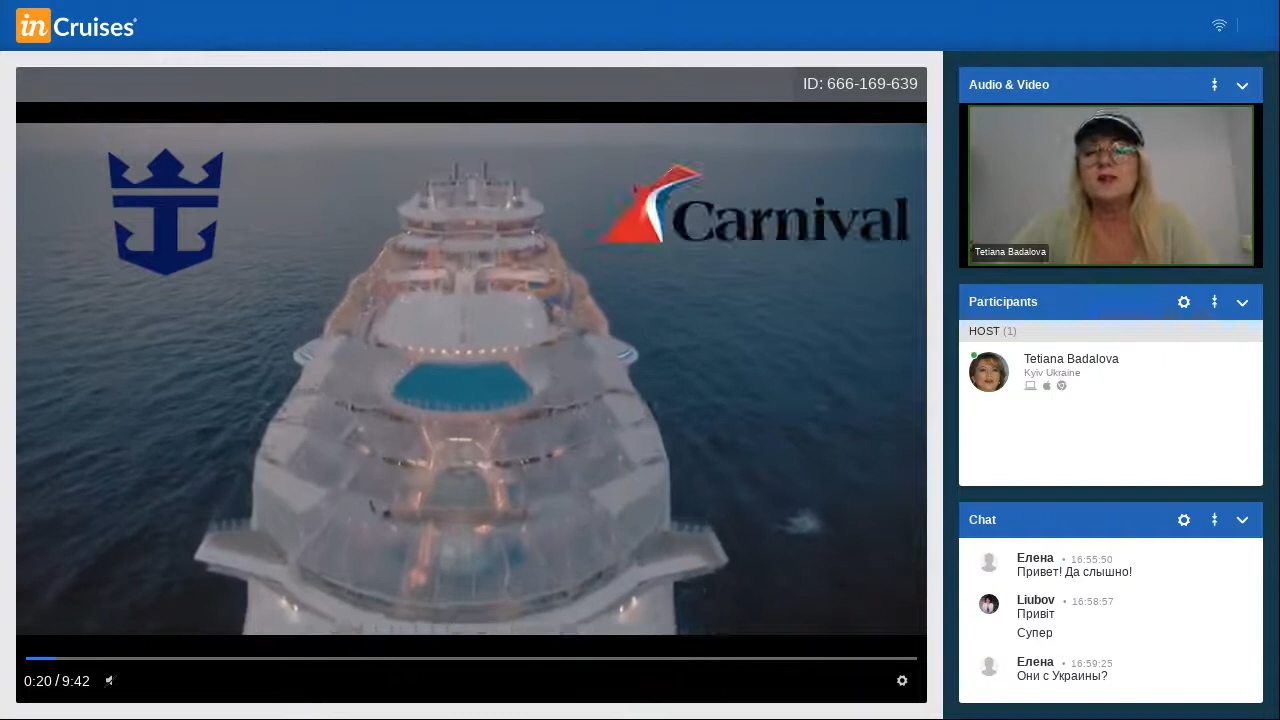 in Cruises®
ID: 666-169-639
Carnival
0:20 / 9:42
Audio & Video
Tetiana Badalova
Participants
HOST (1)
Tetiana Badalova
Kyiv Ukraine
Chat
Елена • 16:55:50
Привет! Да слышно!
Liubov • 16:58:57
Привіт
Супер
Елена • 16:59:25
Они с Украины?